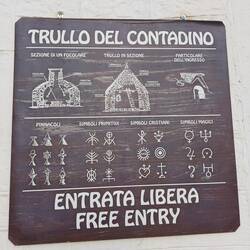 TRULLO DEL CONTADINO
SEZIONE DI UN FOCOLARE
TRULLO IN SEZIONE
PARTICOLARE
DELL'INGRESSO
PINNACOLI
SIMBOLI PRIMITIVI
SIMBOLI CRISTIANI
SIMBOLI MAGICI
ENTRATA LIBERA
FREE ENTRY